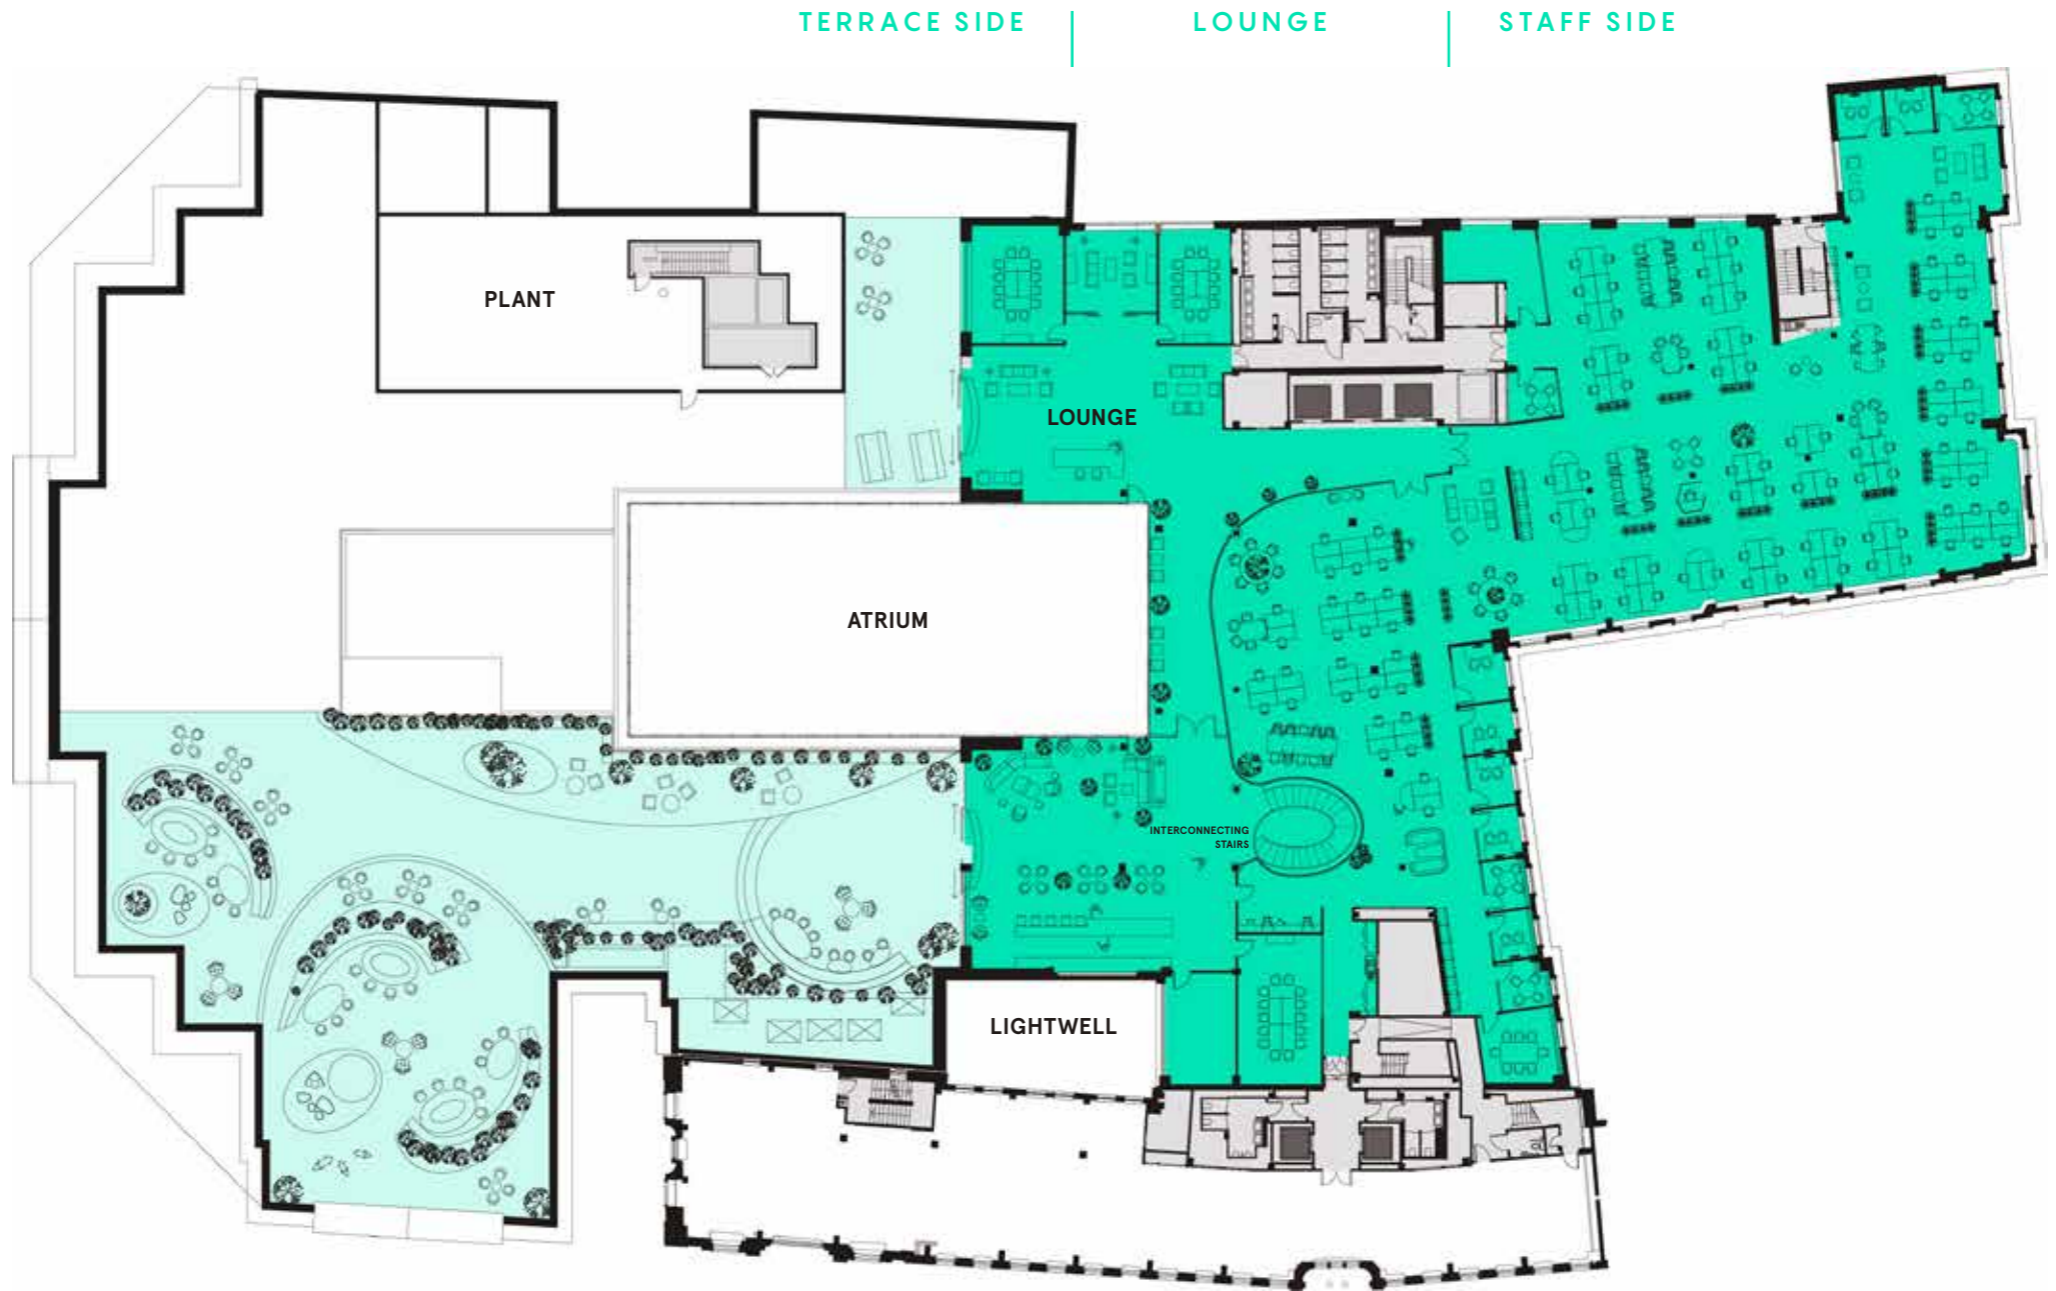 TERRACE SIDE
LOUNGE
STAFF SIDE
PLANT
LOUNGE
ATRIUM
INTERCONNECTING
STAIRS
LIGHTWELL